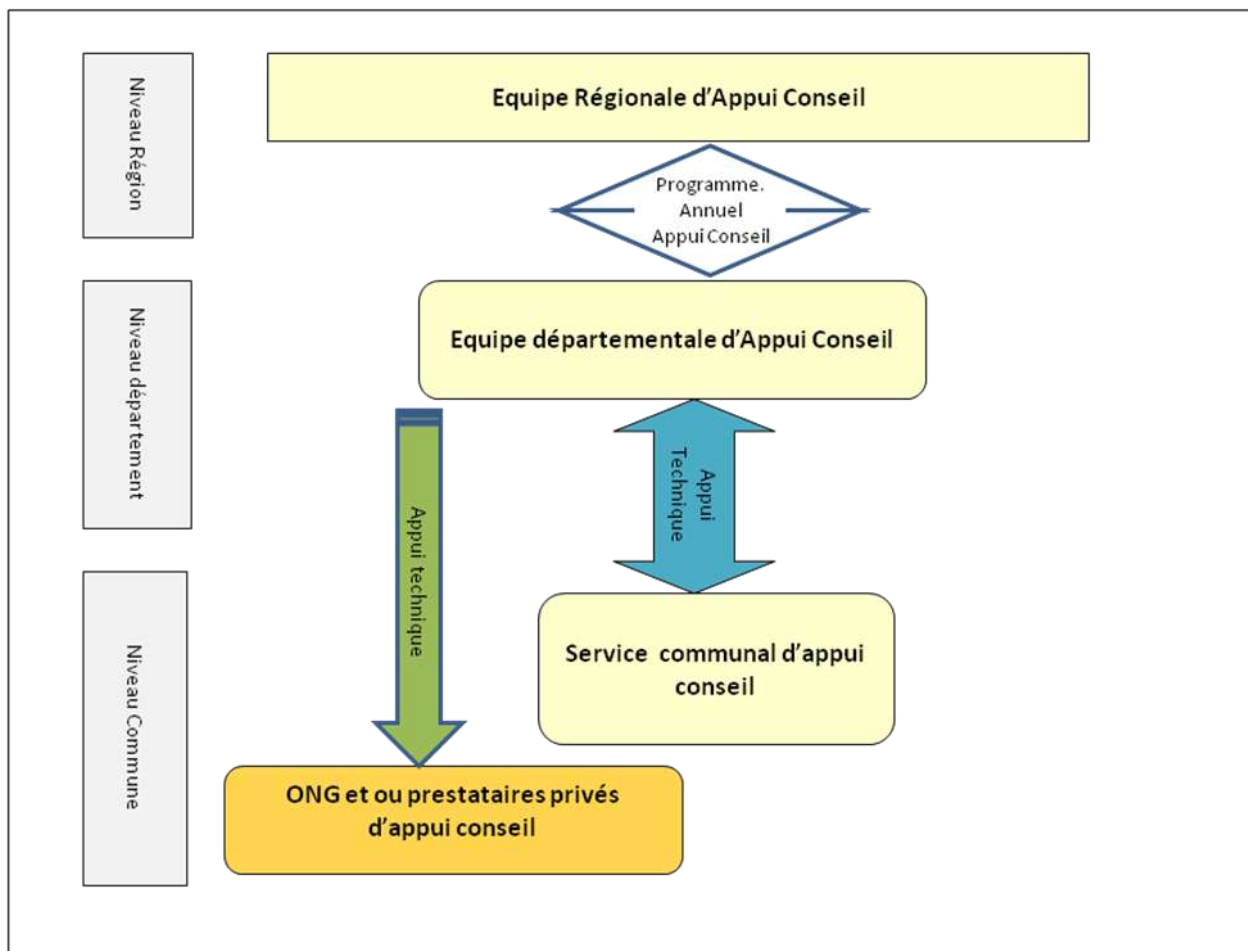 Niveau Région
Equipe Régionale d’Appui Conseil
Programme.
Annuel
Appui Conseil
Niveau département
Equipe départementale d’Appui Conseil
Appui technique
Appui
Technique
Niveau Commune
Service communal d’appui
conseil
ONG et ou prestataires privés
d’appui conseil